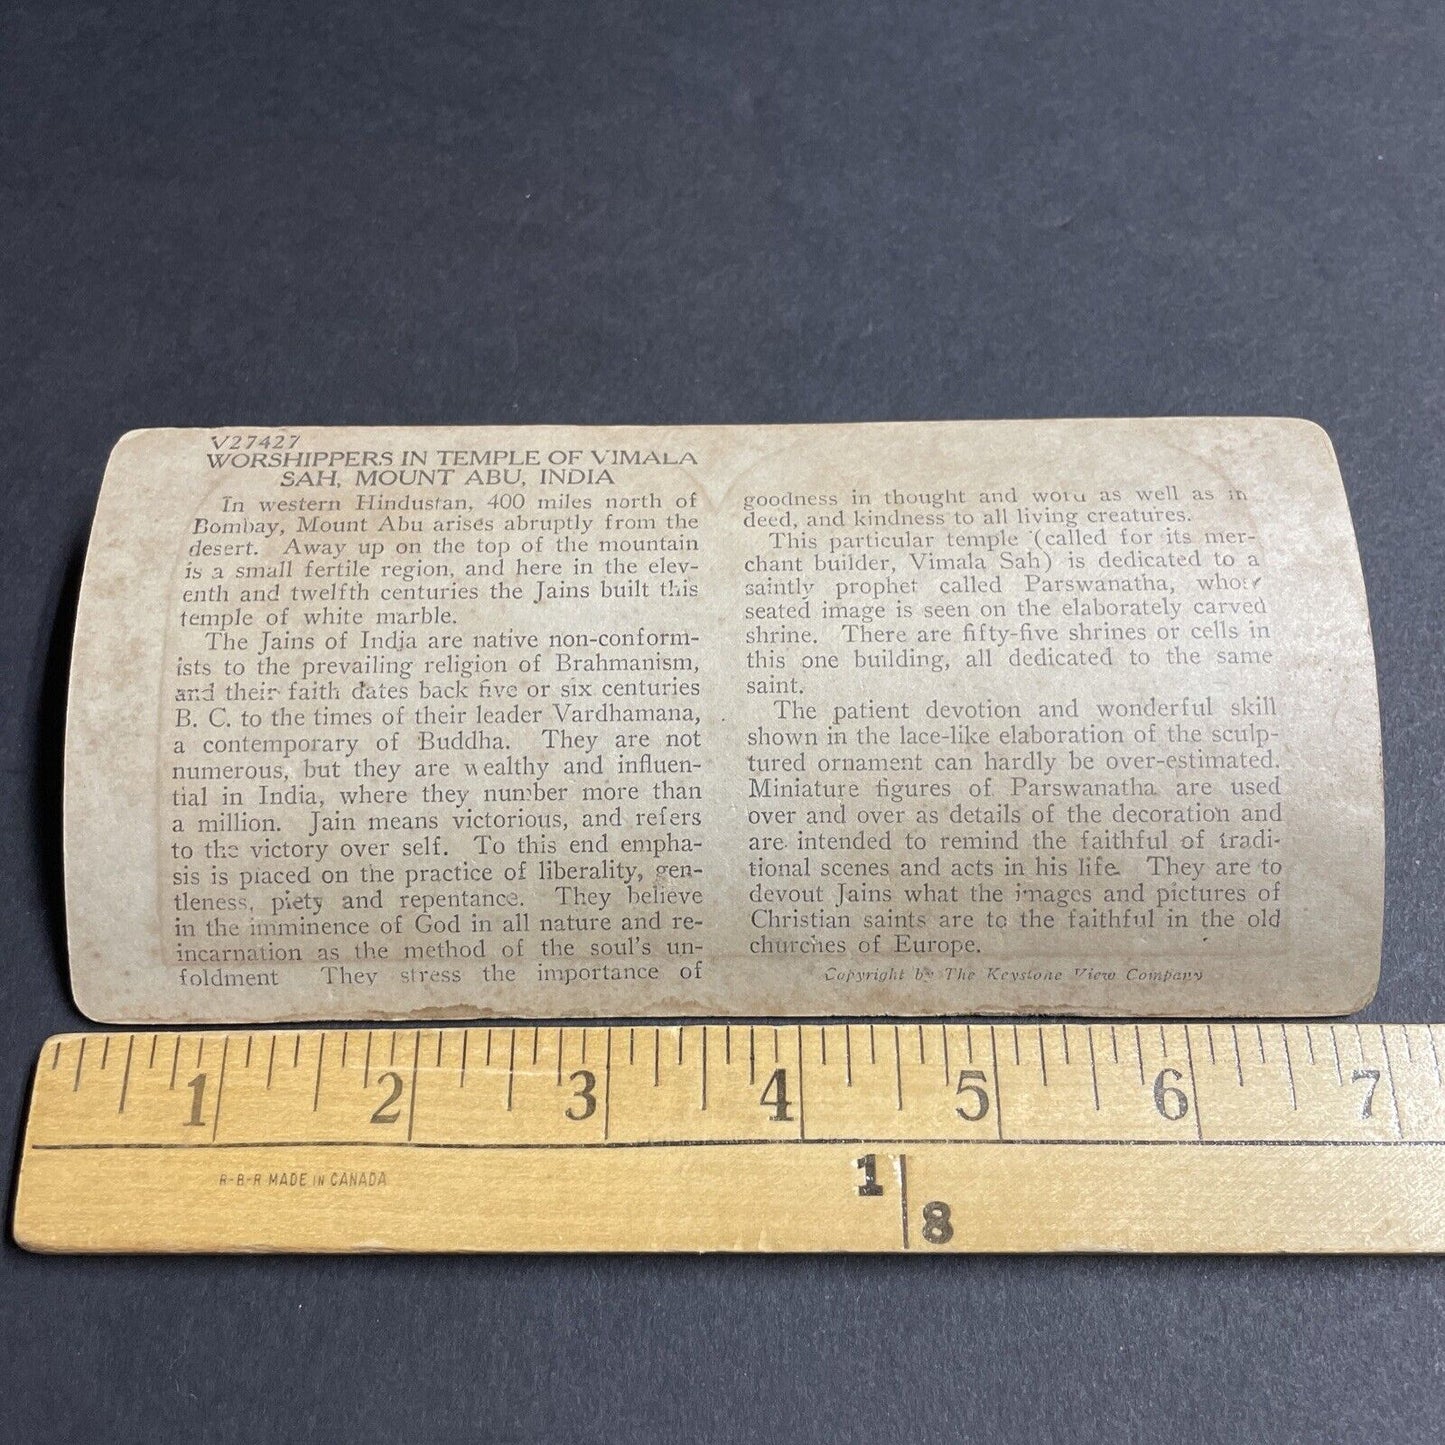 V27427
WORSHIPPERS IN TEMPLE OF VIMALA
SAH, MOUNT ABU, INDIA
In western Hindustan, 400 miles north of
Bombay, Mount Abu arises abruptly from the
desert. Away up on the top of the mountain
is a small fertile region, and here in the elev-
enth and twelfth centuries the Jains built this
temple of white marble.
The Jains of India are native non-conform-
ists to the prevailing religion of Brahmanism,
and their faith dates back five or six centuries
B. C. to the times of their leader Vardhamana,
a contemporary of Buddha. They are not
numerous, but they are wealthy and influen-
tial in India, where they number more than
a million. Jain means victorious, and refers
to the victory over self. To this end empha-
sis is placed on the practice of liberality, gen-
tleness, piety and repentance. They believe
in the imminence of God in all nature and re-
incarnation as the method of the soul's un-
foldment They stress the importance of
goodness in thought and word as well as in
deed, and kindness to all living creatures.
This particular temple (called for its mer-
chant builder, Vimala Sah) is dedicated to a
saintly prophet called Parswanatha, whose
seated image is seen on the elaborately carved
shrine. There are fifty-five shrines or cells in
this one building, all dedicated to the same
saint.
The patient devotion and wonderful skill
shown in the lace-like elaboration of the sculp-
tured ornament can hardly be over-estimated.
Miniature figures of Parswanatha are used
over and over as details of the decoration and
are intended to remind the faithful of tradi-
tional scenes and acts in his life. They are to
devout Jains what the images and pictures of
Christian saints are to the faithful in the old
churches of Europe.
Copyright by The Keystone View Company
1 2 3 4 5 6 7
R-B-R MADE IN CANADA
1
8